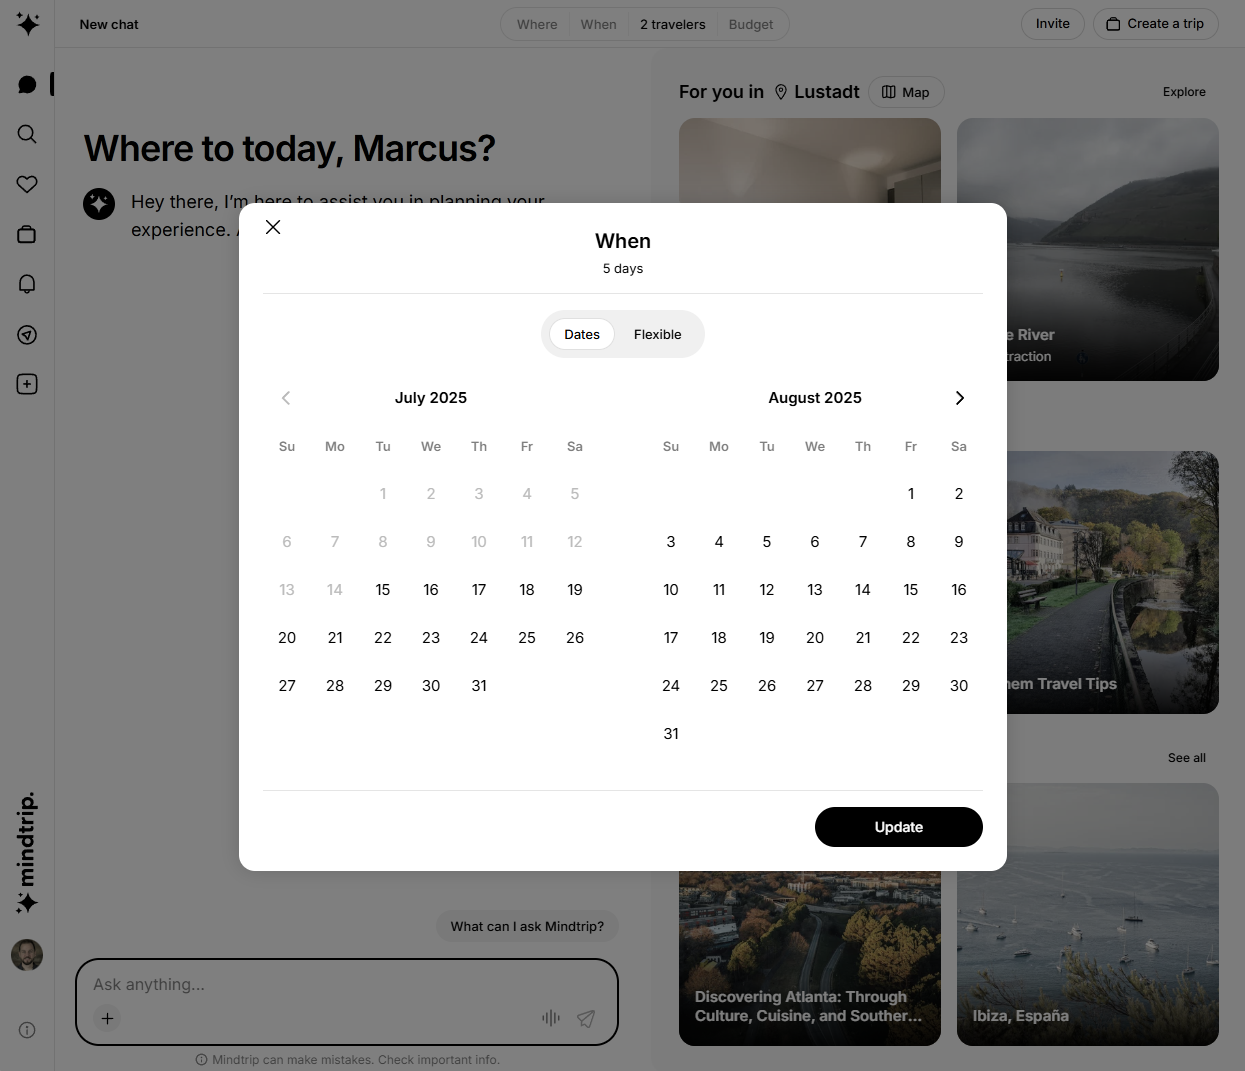 New chat
Where
When
2 travelers
Budget
Invite
Create a trip
For you in Lustadt
Map
Explore
Where to today, Marcus?
Hey there, I'm here to assist you in planning your
experience.
When
5 days
Dates
Flexible
July 2025
Su Mo Tu We Th Fr Sa
1 2 3 4 5
6 7 8 9 10 11 12
13 14 15 16 17 18 19
20 21 22 23 24 25 26
27 28 29 30 31
August 2025
Su Mo Tu We Th Fr Sa
1 2
3 4 5 6 7 8 9
10 11 12 13 14 15 16
17 18 19 20 21 22 23
24 25 26 27 28 29 30
31
Update
River
Travel Tips
See all
mindtrip.
What can I ask Mindtrip?
Ask anything...
Mindtrip can make mistakes. Check important info.
Discovering Atlanta: Through
Culture, Cuisine, and Souther...
Ibiza, España